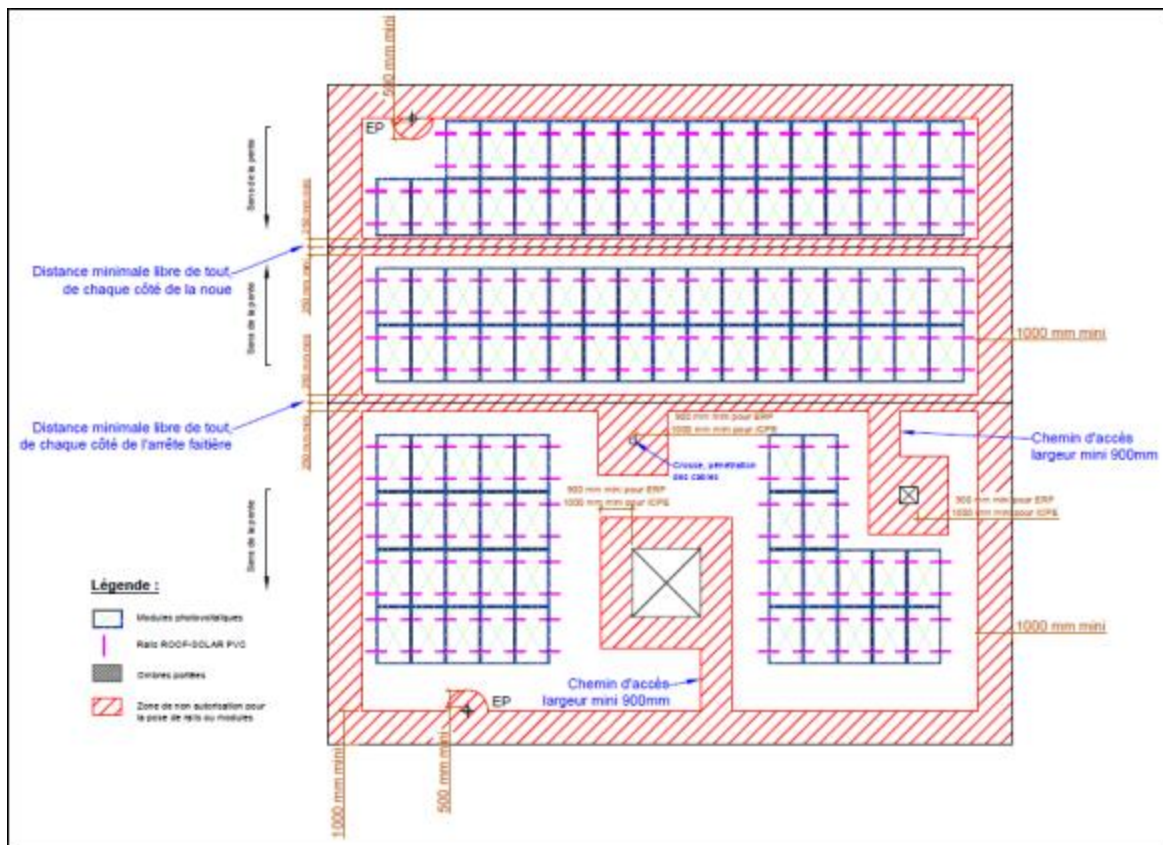 500 mm mini
EP
Sens de la pente
250 mm mini
Distance minimale libre de tout,
de chaque côté de la noue
250 mm mini
Sens de la pente
1000 mm mini
250 mm mini
Distance minimale libre de tout,
de chaque côté de l'arrête faitière
250 mm mini
900 mm mini pour ERP
1000 mm mini pour ICPE
Crosse, pénétration
des cables
Chemin d'accès
largeur mini 900mm
900 mm mini pour ERP
1000 mm mini pour ICPE
900 mm mini pour ERP
1000 mm mini pour ICPE
Sens de la pente
Légende :
Modules photovoltaïques
Rails ROOF-SOLAR PVC
Ombres portées
Zone de non autorisation pour
la pose de rails ou modules
1000 mm mini
Chemin d'accès
largeur mini 900mm
EP
1000 mm mini
500 mm mini